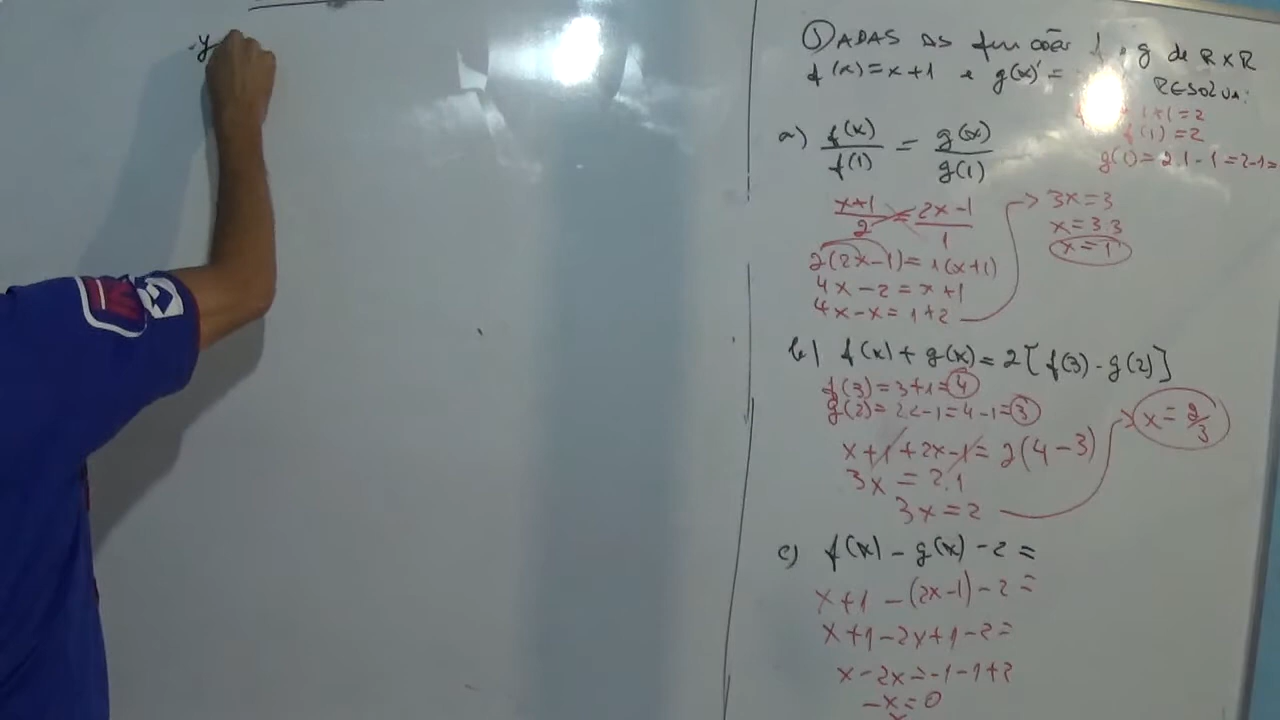 y
① DADAS AS funções f e g de R x R
f(x) = x + 1 e g(x) =
RESOLVA:
1 + 1 = 2
f(1) = 2
g(1) = 2.1 - 1 = 2 - 1 =
a) f(x)/f(1) = g(x)/g(1)
x+1/2 = 2x-1/1
2(2x-1) = 1(x+1)
4x - 2 = x + 1
4x - x = 1 + 2
3x = 3
x = 3:3
x = 1
b) f(x) + g(x) = 2[f(3) - g(2)]
f(3) = 3+1 = 4
g(2) = 2.2-1 = 4-1 = 3
x + 1 + 2x - 1 = 2(4 - 3)
3x = 2.1
3x = 2
x = 2/3
c) f(x) - g(x) - 2 =
x + 1 - (2x-1) - 2 =
x + 1 - 2x + 1 - 2 =
x - 2x = -1 - 1 + 2
-x = 0